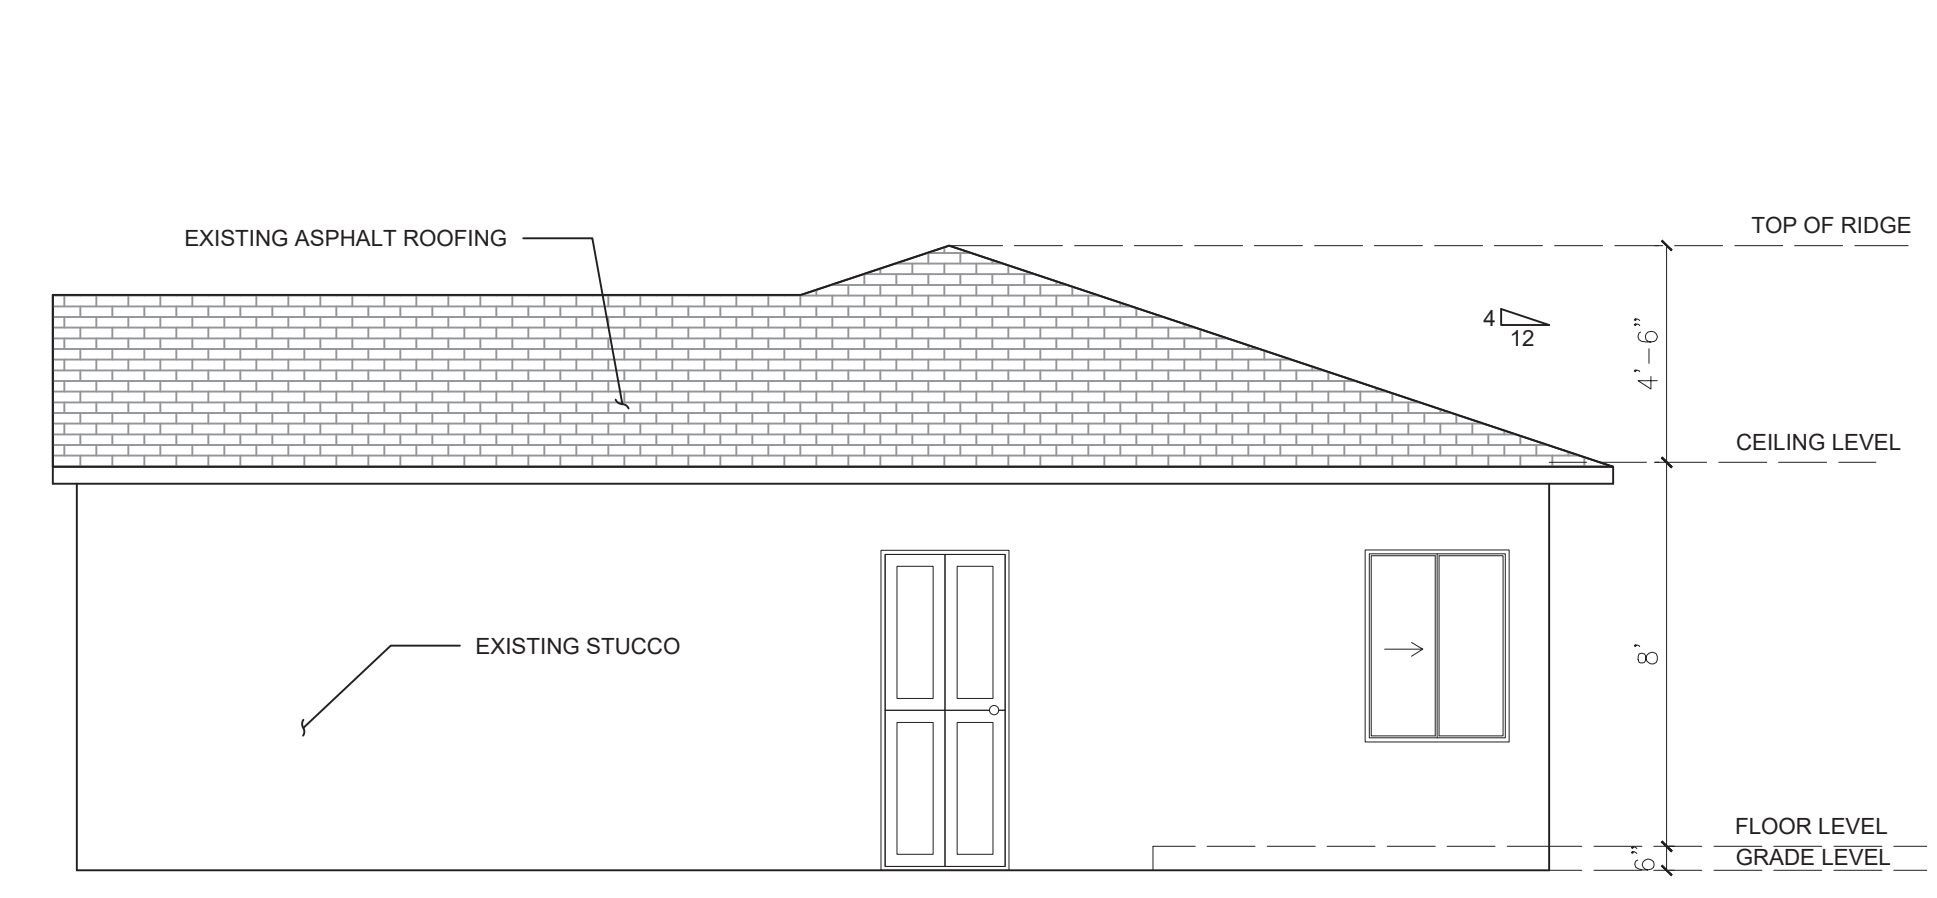 TOP OF RIDGE
EXISTING ASPHALT ROOFING
4
12
4'-6"
CEILING LEVEL
EXISTING STUCCO
8'
FLOOR LEVEL
6"
GRADE LEVEL